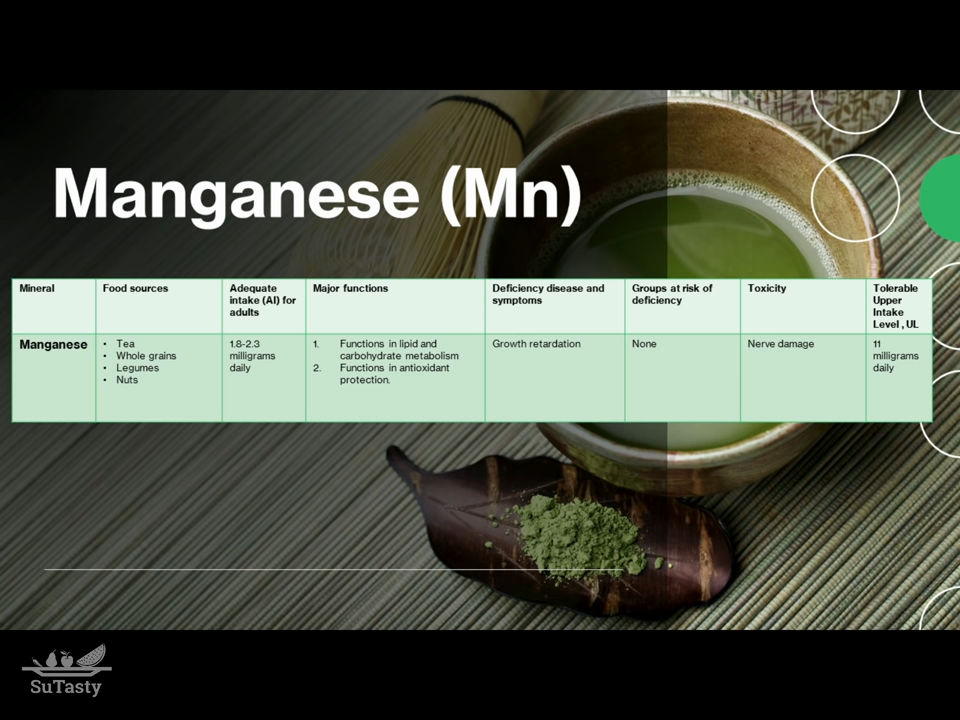 Manganese (Mn)
Mineral
Food sources
Adequate
intake (AI) for
adults
Major functions
Deficiency disease and
symptoms
Groups at risk of
deficiency
Toxicity
Tolerable
Upper
Intake
Level , UL
Manganese
• Tea
• Whole grains
• Legumes
• Nuts
1.8-2.3
milligrams
daily
1. Functions in lipid and
carbohydrate metabolism
2. Functions in antioxidant
protection.
Growth retardation
None
Nerve damage
11
milligrams
daily
SuTasty